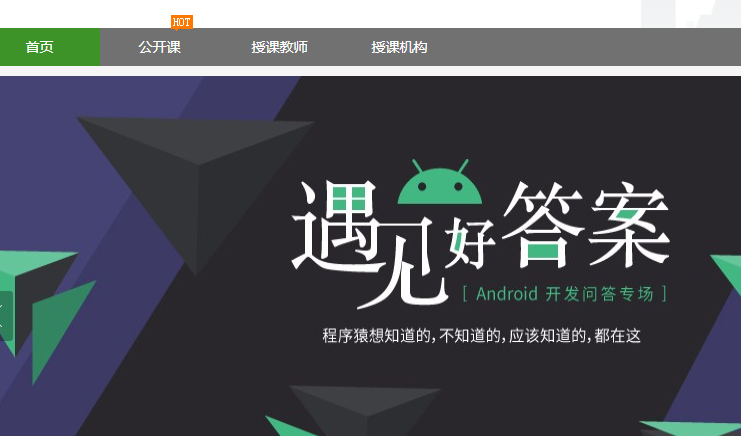 HOT
首页 公开课 授课教师 授课机构
遇见好答案
[ Android 开发问答专场 ]
程序猿想知道的,不知道的,应该知道的,都在这